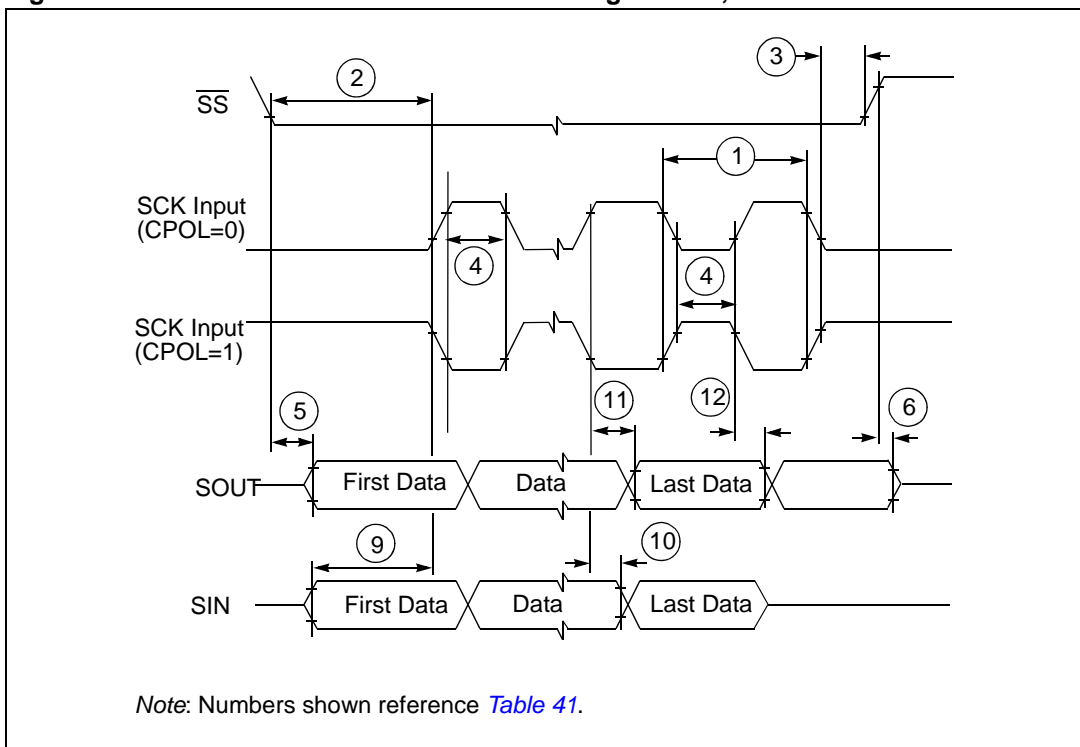 3
2
SS
1
SCK Input
(CPOL=0)
4
4
SCK Input
(CPOL=1)
11
12
5
6
SOUT
First Data
Data
Last Data
9
10
SIN
First Data
Data
Last Data
Note: Numbers shown reference Table 41.